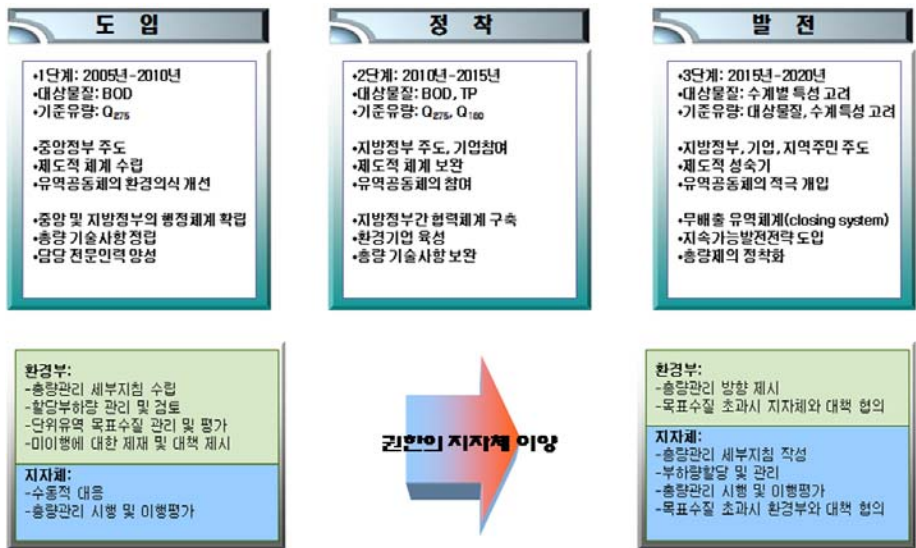 도 입
•1단계: 2005년-2010년
•대상물질: BOD
•기준유량: Q275
•중앙정부 주도
•제도적 체계 수립
•유역공동체의 환경의식 개선
•중앙 및 지방정부의 행정체계 확립
•총량 기술사항 정립
•담당 전문인력 양성
정 착
•2단계: 2010년-2015년
•대상물질: BOD, TP
•기준유량: Q275, Q180
•지방정부 주도, 기업참여
•제도적 체계 보완
•유역공동체의 참여
•지방정부간 협력체계 구축
•환경기업 육성
•총량 기술사항 보완
발 전
•3단계: 2015년-2020년
•대상물질: 수계별 특성 고려
•기준유량: 대상물질, 수계특성 고려
•지방정부, 기업, 지역주민 주도
•제도적 성숙기
•유역공동체의 적극 개입
•무배출 유역체계(closing system)
•지속가능발전전략 도입
•총량제의 정착화
환경부:
-총량관리 세부지침 수립
-할당부하량 관리 및 검토
-단위유역 목표수질 관리 및 평가
-미이행에 대한 제재 및 대책 제시
지자체:
-수동적 대응
-총량관리 시행 및 이행평가
권한의 지자체 이양
환경부:
-총량관리 방향 제시
-목표수질 초과시 지자체와 대책 협의
지자체:
-총량관리 세부지침 작성
-부하량할당 및 관리
-총량관리 시행 및 이행평가
-목표수질 초과시 환경부와 대책 협의